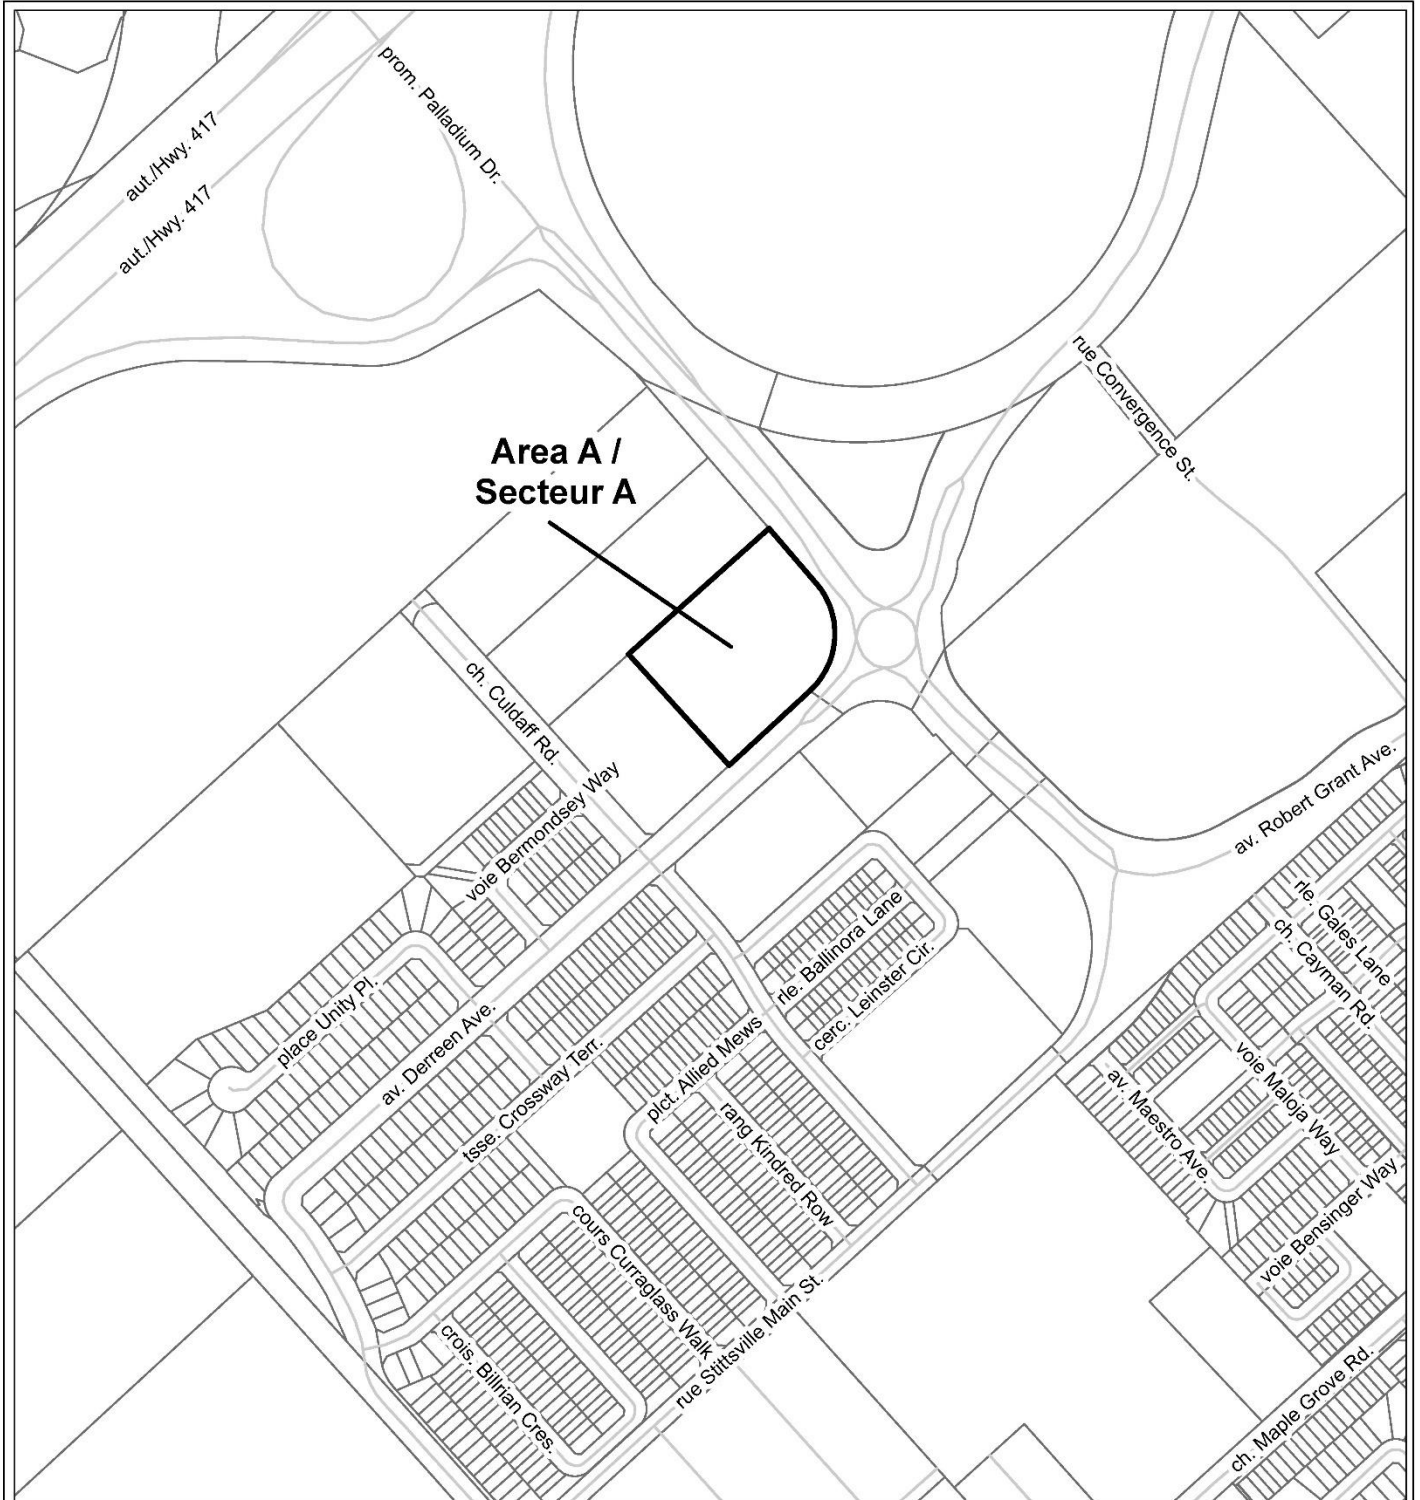 prom. Palladium Dr.
aut./Hwy. 417
aut./Hwy. 417
rue Convergence St.
Area A /
Secteur A
ch. Culdaff Rd.
voie Bermondsey Way
av. Robert Grant Ave.
rle. Gales Lane
rle. Ballinora Lane
ch. Cayman Rd.
cerc. Leinster Cir.
place Unity Pl.
av. Derreen Ave.
tsse. Crossway Terr.
plct. Allied Mews
voie Maloja Way
av. Maestro Ave.
rang Kindred Row
voie Bensinger Way
cours Curraglass Walk
rue Stittsville Main St.
crois. Billrian Cres.
ch. Maple Grove Rd.